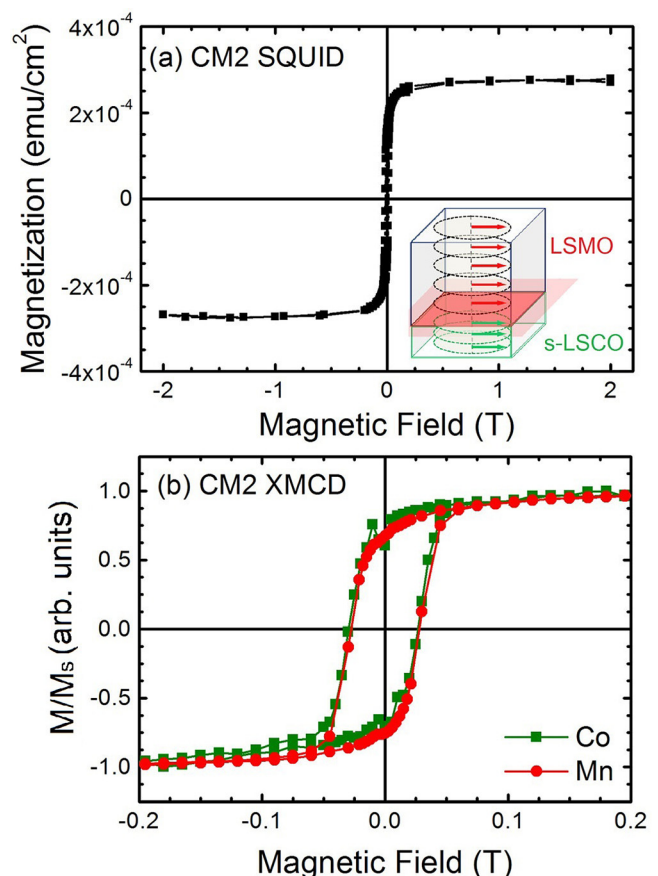 4x10⁻⁴
(a) CM2 SQUID
2x10⁻⁴
0
-2x10⁻⁴
-4x10⁻⁴
Magnetization (emu/cm²)
LSMO
s-LSCO
-2 -1 0 1 2
Magnetic Field (T)
(b) CM2 XMCD
1.0
0.5
0.0
-0.5
-1.0
M/Ms (arb. units)
Co
Mn
-0.2 -0.1 0.0 0.1 0.2
Magnetic Field (T)